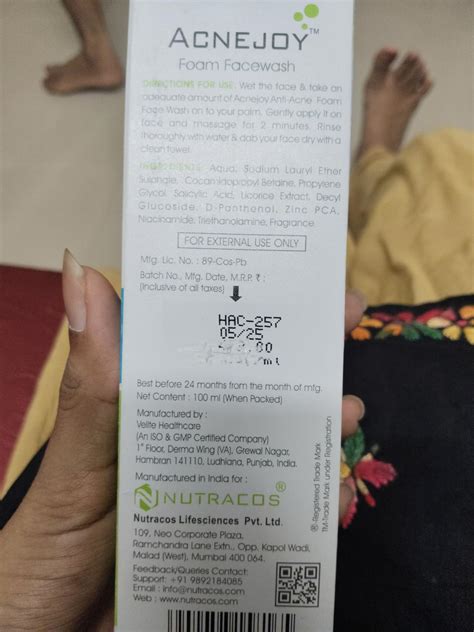 ACNEJOY™
Foam Facewash
DIRECTIONS FOR USE: Wet the face & take an
adequate amount of Acnejoy Anti-Acne Foam
Face Wash on to your palm. Gently apply it on
face and massage for 2 minutes. Rinse
thoroughly with water & dab your face dry with a
clean towel.
INGREDIENTS: Aqua, Sodium Lauryl Ether
Sulphate, Cocamidopropyl Betaine, Propylene
Glycol, Salicylic Acid, Licorice Extract, Decyl
Glucoside, D-Panthenol, Zinc PCA,
Niacinamide, Triethanolamine, Fragrance.
FOR EXTERNAL USE ONLY
Mfg. Lic. No. : 89-Cos-Pb
Batch No., Mfg. Date, M.R.P. ₹ :
(Inclusive of all taxes)
HAC-257
05/25
Best before 24 months from the month of mfg.
Net Content : 100 ml (When Packed)
Manufactured by :
Velite Healthcare
(An ISO & GMP Certified Company)
1st Floor, Derma Wing (VA), Grewal Nagar,
Hambran 141110, Ludhiana, Punjab, India.
Manufactured in India for :
NUTRACOS®
Nutracos Lifesciences Pvt. Ltd.
109, Neo Corporate Plaza,
Ramchandra Lane Extn., Opp. Kapol Wadi,
Malad (West), Mumbai 400 064.
Feedback/Queries Contact:
Support: +91 9892184085
Email : info@nutracos.com
Web : www.nutracos.com
®-Registered Trade Mark
TM-Trade Mark under Registration